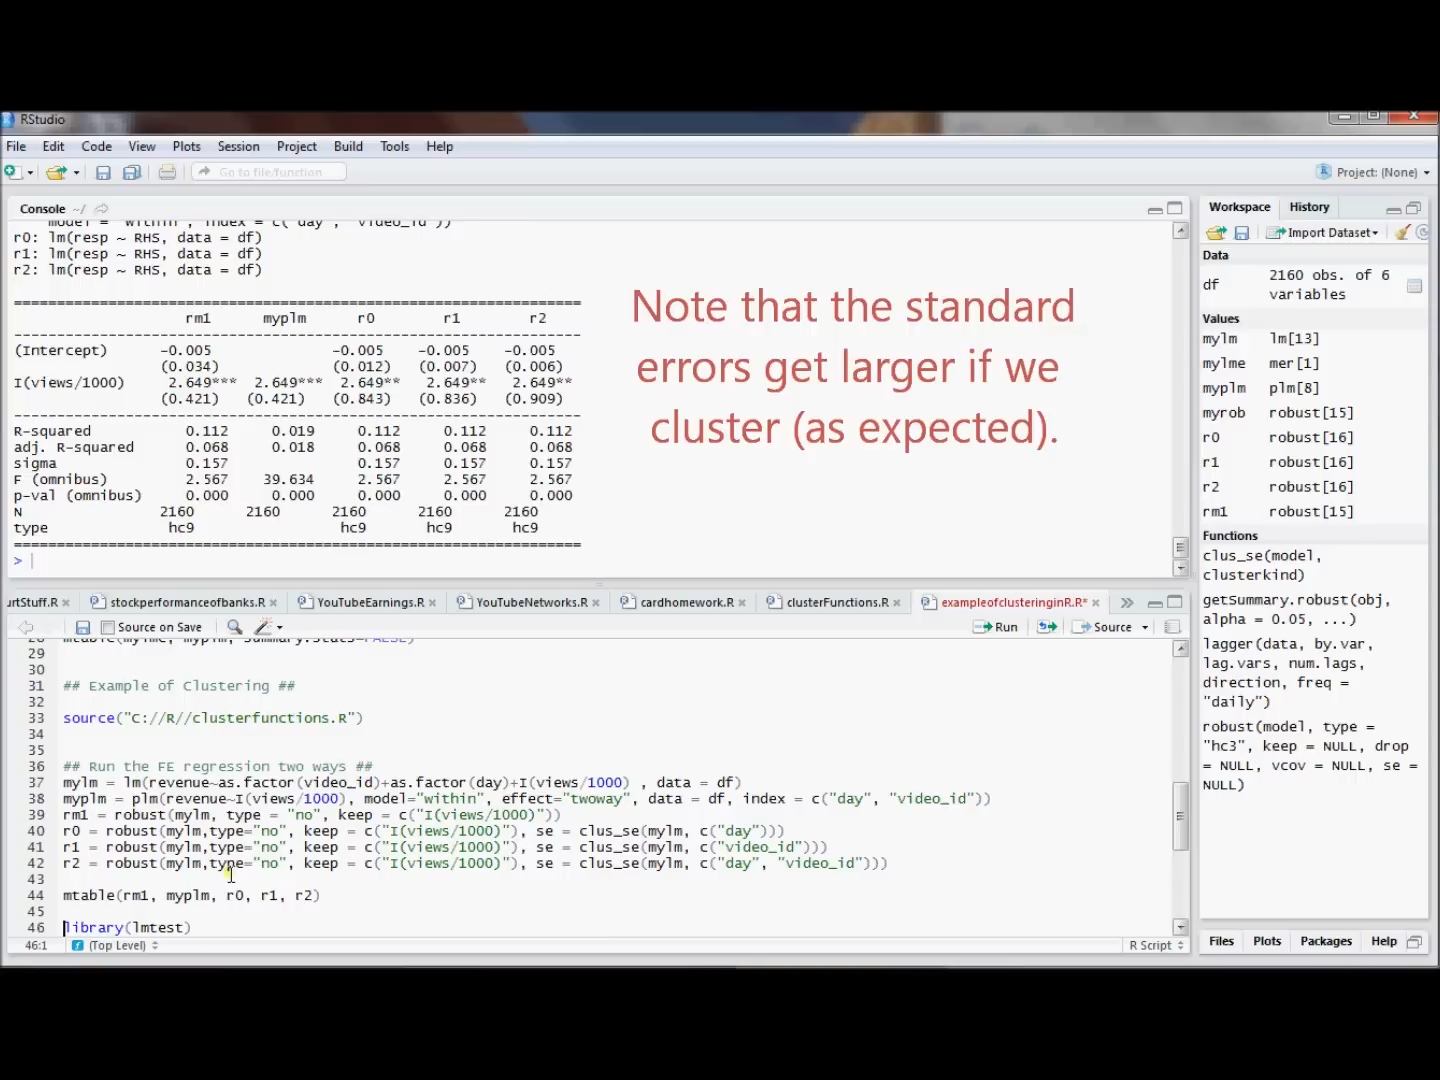 RStudio
File Edit Code View Plots Session Project Build Tools Help
Go to file/function
Project: (None)
Console ~/
model = "within", index = c("day", "video_id"))
r0: lm(resp ~ RHS, data = df)
r1: lm(resp ~ RHS, data = df)
r2: lm(resp ~ RHS, data = df)
==================================================================
rm1 myplm r0 r1 r2
------------------------------------------------------------------
(Intercept) -0.005 -0.005 -0.005 -0.005
(0.034) (0.012) (0.007) (0.006)
I(views/1000) 2.649*** 2.649*** 2.649** 2.649** 2.649**
(0.421) (0.421) (0.843) (0.836) (0.909)
------------------------------------------------------------------
R-squared 0.112 0.019 0.112 0.112 0.112
adj. R-squared 0.068 0.018 0.068 0.068 0.068
sigma 0.157 0.157 0.157 0.157
F (omnibus) 2.567 39.634 2.567 2.567 2.567
p-val (omnibus) 0.000 0.000 0.000 0.000 0.000
N 2160 2160 2160 2160 2160
type hc9 hc9 hc9 hc9
==================================================================
>
Note that the standard
errors get larger if we
cluster (as expected).
urtStuff.R stockperformanceofbanks.R YouTubeEarnings.R YouTubeNetworks.R cardhomework.R clusterFunctions.R exampleofclusteringinR.R*
Source on Save Run Source
28 mtable(mylme, myplm, summary.stats=FALSE)
29
30
31 ## Example of Clustering ##
32
33 source("C://R//clusterfunctions.R")
34
35
36 ## Run the FE regression two ways ##
37 mylm = lm(revenue~as.factor(video_id)+as.factor(day)+I(views/1000) , data = df)
38 myplm = plm(revenue~I(views/1000), model="within", effect="twoway", data = df, index = c("day", "video_id"))
39 rm1 = robust(mylm, type = "no", keep = c("I(views/1000)"))
40 r0 = robust(mylm,type="no", keep = c("I(views/1000)"), se = clus_se(mylm, c("day")))
41 r1 = robust(mylm,type="no", keep = c("I(views/1000)"), se = clus_se(mylm, c("video_id")))
42 r2 = robust(mylm,type="no", keep = c("I(views/1000)"), se = clus_se(mylm, c("day", "video_id")))
43
44 mtable(rm1, myplm, r0, r1, r2)
45
46 library(lmtest)
46:1 (Top Level) R Script
Workspace History
Import Dataset
Data
df 2160 obs. of 6
variables
Values
mylm lm[13]
mylme mer[1]
myplm plm[8]
myrob robust[15]
r0 robust[16]
r1 robust[16]
r2 robust[16]
rm1 robust[15]
Functions
clus_se(model,
clusterkind)
getSummary.robust(obj,
alpha = 0.05, ...)
lagger(data, by.var,
lag.vars, num.lags,
direction, freq =
"daily")
robust(model, type =
"hc3", keep = NULL, drop
= NULL, vcov = NULL, se =
NULL)
Files Plots Packages Help